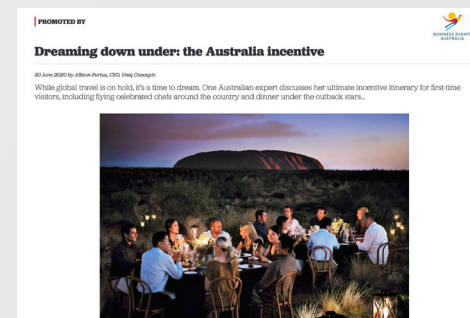 PROMOTED BY
BUSINESS EVENTS
AUSTRALIA
Dreaming down under: the Australia incentive
30 June 2020 by Allison Portus, CEO, Uniq Concepts
While global travel is on hold, it's a time to dream. One Australian expert discusses her ultimate incentive itinerary for first-time
visitors, including flying celebrated chefs around the country and dinner under the outback stars...